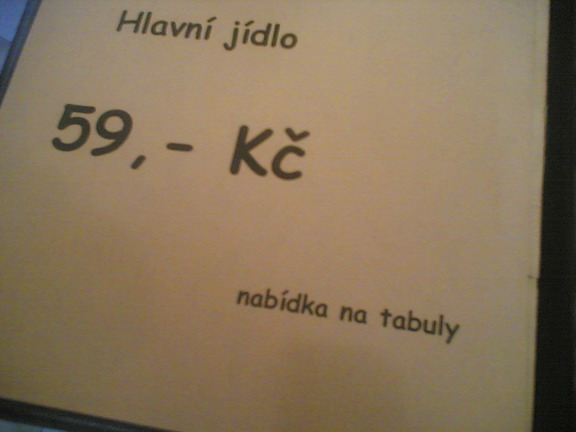 Hlavní jídlo
59,- Kč
nabídka na tabuly